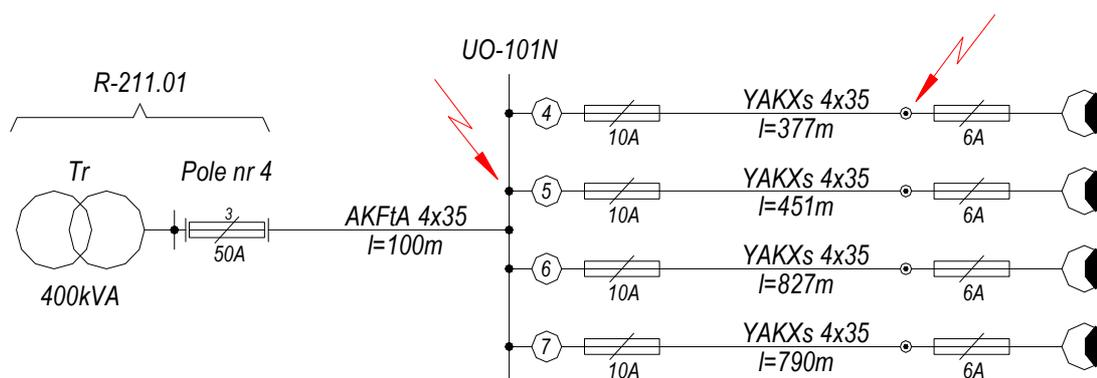 UO-101N
R-211.01
Tr
Pole nr 4
3
50A
400kVA
AKFtA 4x35
l=100m
4
10A
YAKXs 4x35
l=377m
6A
5
10A
YAKXs 4x35
l=451m
6A
6
10A
YAKXs 4x35
l=827m
6A
7
10A
YAKXs 4x35
l=790m
6A